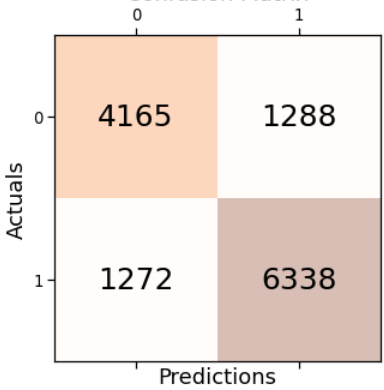 0 1
0 4165 1288
Actuals
1 1272 6338
Predictions